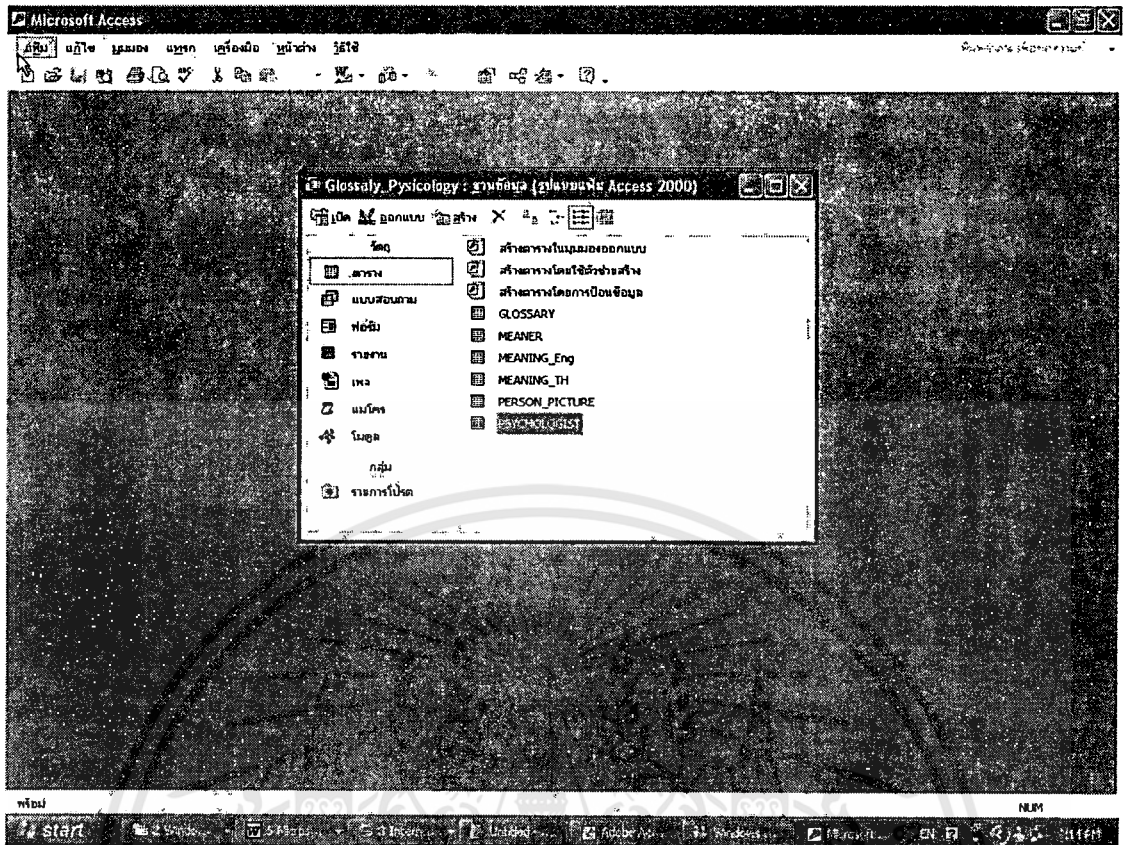 Microsoft Access
แฟ้ม แก้ไข มุมมอง แทรก เครื่องมือ หน้าต่าง วิธีใช้
Glossaly_Pysicology : ฐานข้อมูล (รูปแบบแฟ้ม Access 2000)
เปิด ออกแบบ สร้าง
วัตถุ
ตาราง
แบบสอบถาม
ฟอร์ม
รายงาน
เพจ
แมโคร
โมดูล
กลุ่ม
รายการโปรด
สร้างตารางในมุมมองออกแบบ
สร้างตารางโดยใช้ตัวช่วยสร้าง
สร้างตารางโดยการป้อนข้อมูล
GLOSSARY
MEANER
MEANING_Eng
MEANING_TH
PERSON_PICTURE
PSYCHOLOGIST
พร้อม
NUM
start
EN